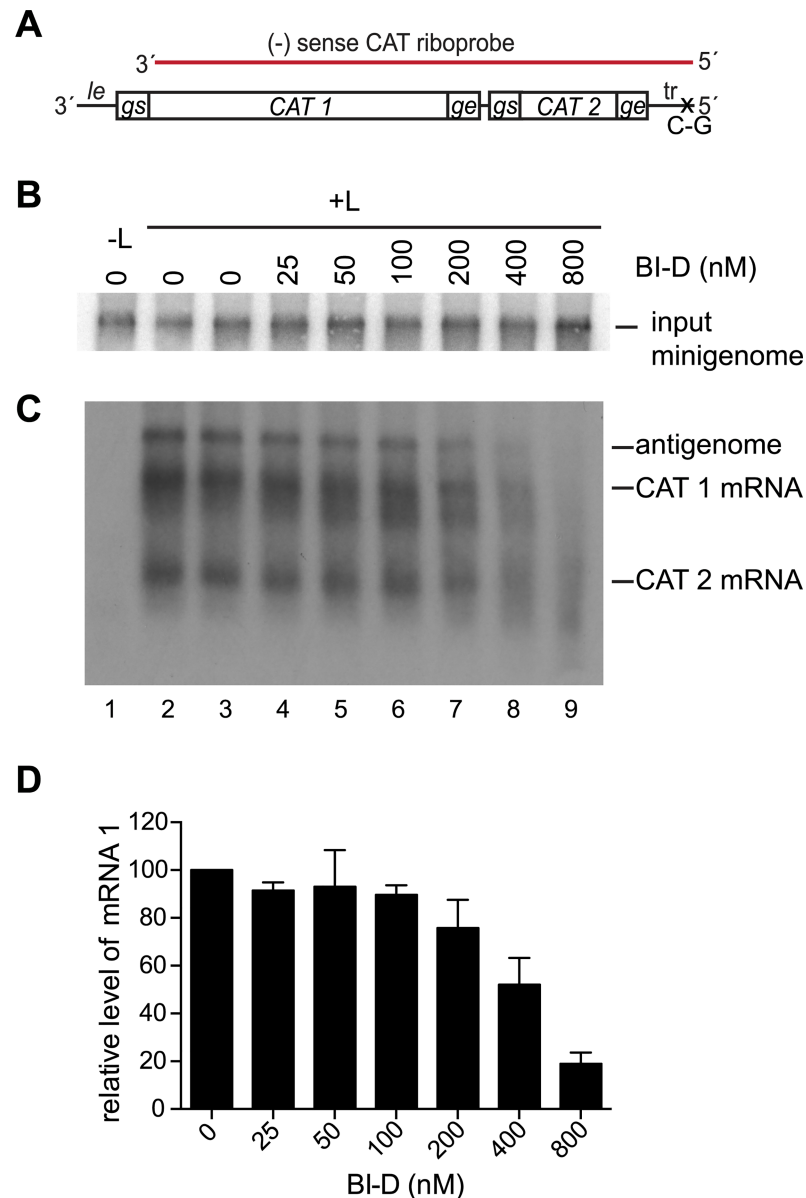 A
(-) sense CAT riboprobe
3´ 5´
3´ le gs CAT 1 ge gs CAT 2 ge tr x 5´
C-G
B
+L
-L
0 0 0 25 50 100 200 400 800 BI-D (nM)
input
minigenome
C
antigenome
CAT 1 mRNA
CAT 2 mRNA
1 2 3 4 5 6 7 8 9
D
relative level of mRNA 1
120
100
80
60
40
20
0
0 25 50 100 200 400 800
BI-D (nM)